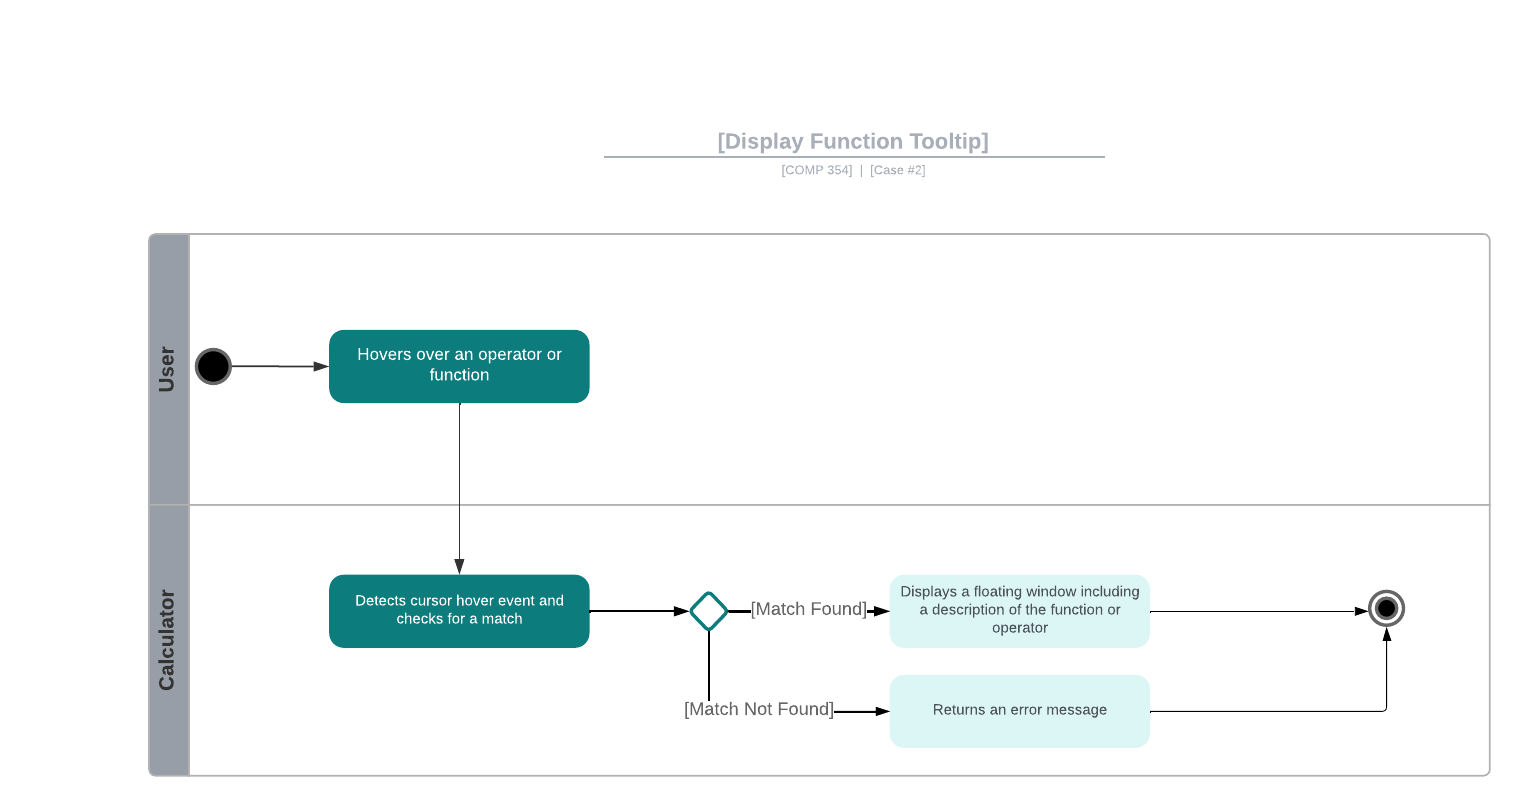 [Display Function Tooltip]
[COMP 354] | [Case #2]
User
Hovers over an operator or
function
Calculator
Detects cursor hover event and
checks for a match
[Match Found]
Displays a floating window including
a description of the function or
operator
[Match Not Found]
Returns an error message